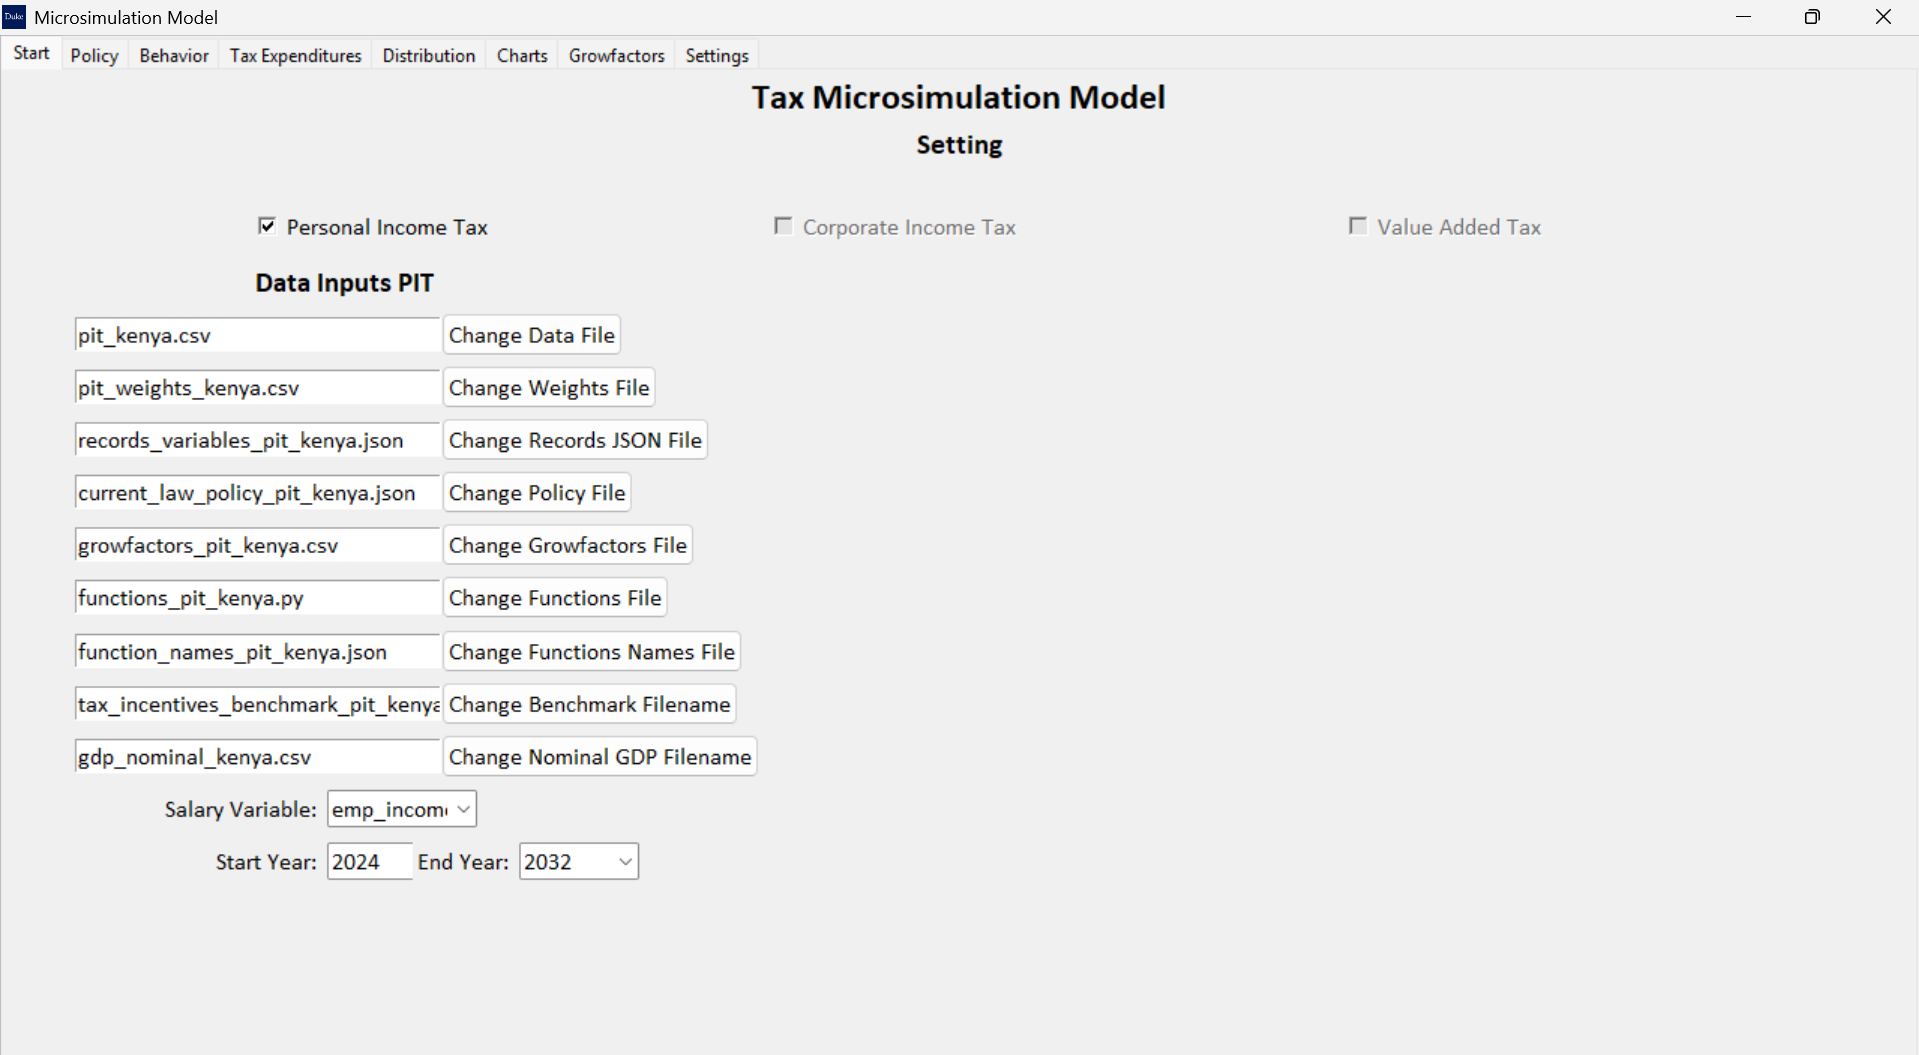 Duke Microsimulation Model
Start Policy Behavior Tax Expenditures Distribution Charts Growfactors Settings
Tax Microsimulation Model
Setting
Personal Income Tax Corporate Income Tax Value Added Tax
Data Inputs PIT
pit_kenya.csv Change Data File
pit_weights_kenya.csv Change Weights File
records_variables_pit_kenya.json Change Records JSON File
current_law_policy_pit_kenya.json Change Policy File
growfactors_pit_kenya.csv Change Growfactors File
functions_pit_kenya.py Change Functions File
function_names_pit_kenya.json Change Functions Names File
tax_incentives_benchmark_pit_kenya Change Benchmark Filename
gdp_nominal_kenya.csv Change Nominal GDP Filename
Salary Variable: emp_incom
Start Year: 2024 End Year: 2032